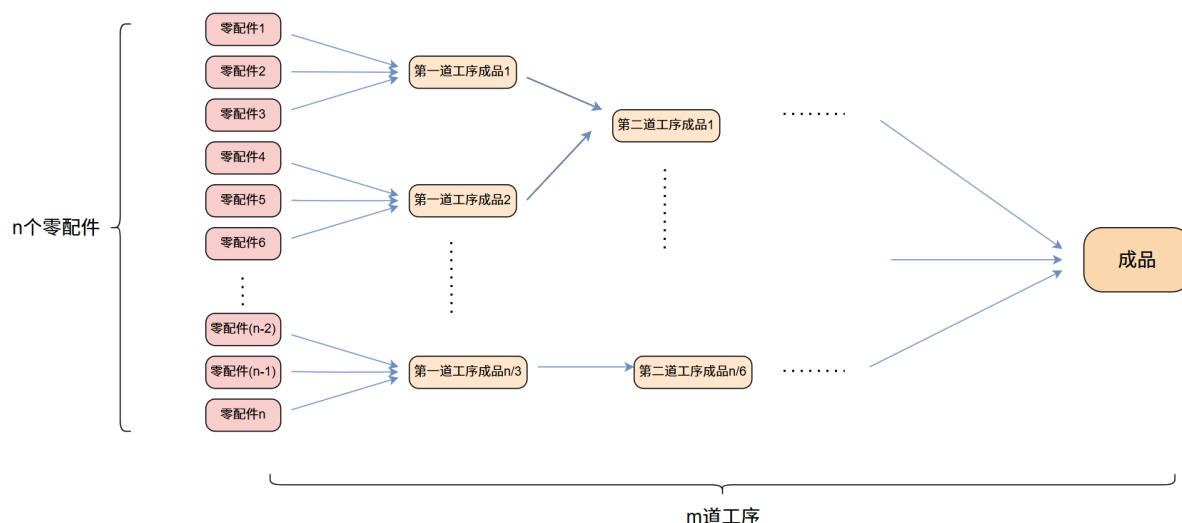 零配件1
零配件2
零配件3
零配件4
零配件5
零配件6
零配件(n-2)
零配件(n-1)
零配件n
n个零配件
第一道工序成品1
第一道工序成品2
第一道工序成品n/3
第二道工序成品1
第二道工序成品n/6
成品
m道工序